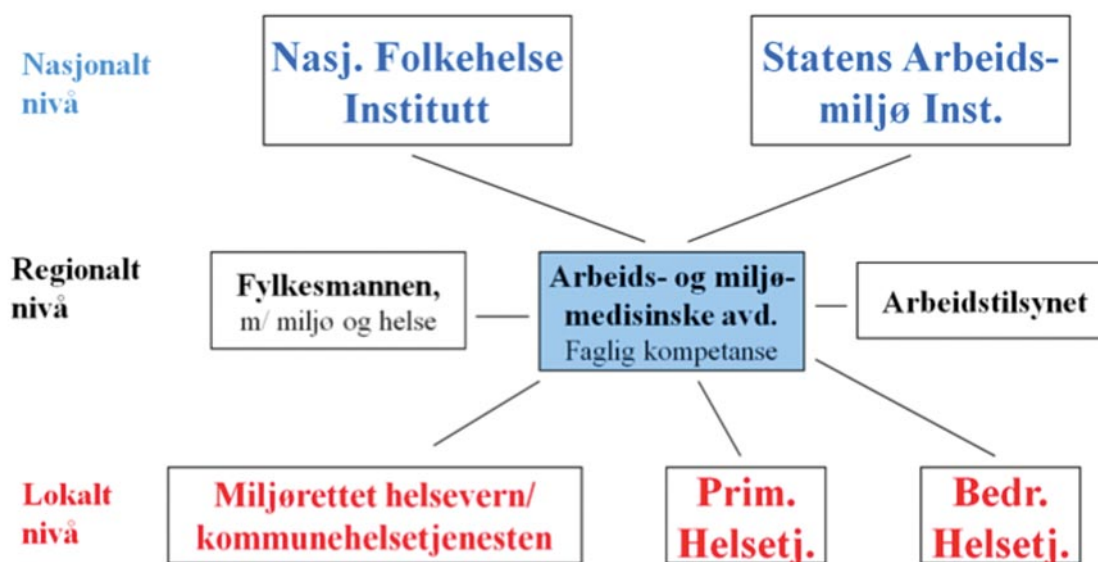 Nasjonalt
nivå
Nasj. Folkehelse
Institutt
Statens Arbeids-
miljø Inst.
Regionalt
nivå
Fylkesmannen,
m/ miljø og helse
Arbeids- og miljø-
medisinske avd.
Faglig kompetanse
Arbeidstilsynet
Lokalt
nivå
Miljørettet helsevern/
kommunehelsetjenesten
Prim.
Helsetj.
Bedr.
Helsetj.